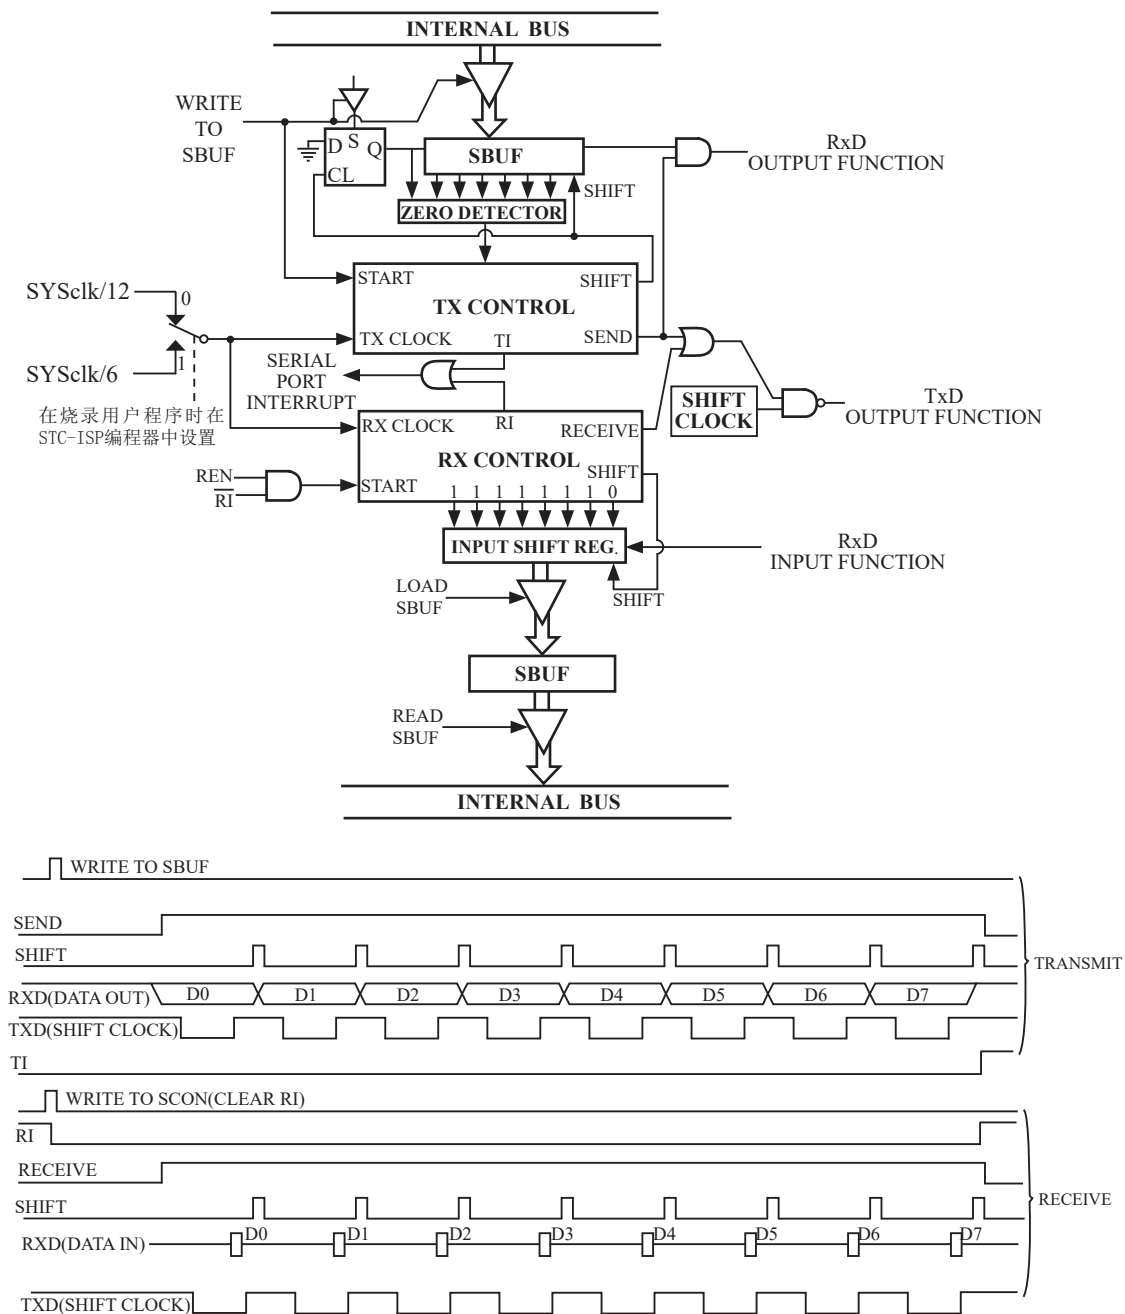 INTERNAL BUS
WRITE
TO
SBUF
D
S
Q
CL
SBUF
RxD
OUTPUT FUNCTION
SHIFT
ZERO DETECTOR
START
SHIFT
TX CONTROL
TX CLOCK
TI
SEND
SYSclk/12
0
SYSclk/6
1
在烧录用户程序时在
STC-ISP编程器中设置
SERIAL
PORT
INTERRUPT
SHIFT
CLOCK
TxD
OUTPUT FUNCTION
RX CLOCK
RI
RECEIVE
RX CONTROL
SHIFT
START
1 1 1 1 1 1 1 0
REN
RI
INPUT SHIFT REG.
RxD
INPUT FUNCTION
LOAD
SBUF
SHIFT
SBUF
READ
SBUF
INTERNAL BUS
WRITE TO SBUF
SEND
SHIFT
RXD(DATA OUT) D0 D1 D2 D3 D4 D5 D6 D7
TXD(SHIFT CLOCK)
TI
TRANSMIT
WRITE TO SCON(CLEAR RI)
RI
RECEIVE
SHIFT
RXD(DATA IN) D0 D1 D2 D3 D4 D5 D6 D7
TXD(SHIFT CLOCK)
RECEIVE